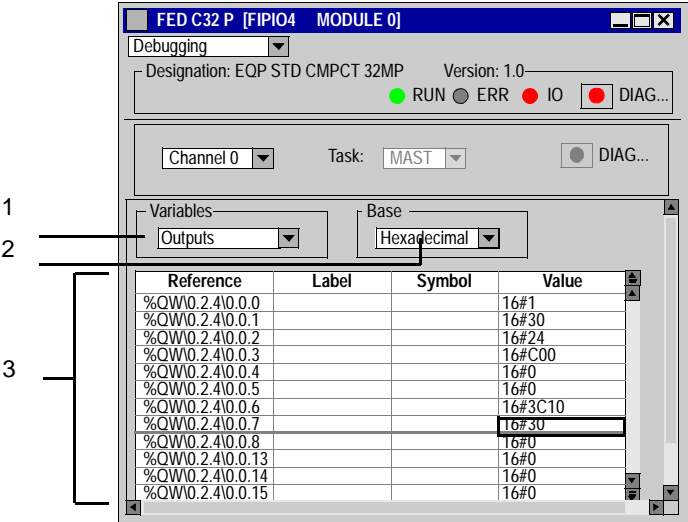 FED C32 P [FIPIO4 MODULE 0]
Debugging
Designation: EQP STD CMPCT 32MP Version: 1.0
RUN ERR IO DIAG...
Channel 0 Task: MAST DIAG...
1 Variables Base
2 Outputs Hexadecimal
3
Reference Label Symbol Value
%QW\0.2.4\0.0.0 16#1
%QW\0.2.4\0.0.1 16#30
%QW\0.2.4\0.0.2 16#24
%QW\0.2.4\0.0.3 16#C00
%QW\0.2.4\0.0.4 16#0
%QW\0.2.4\0.0.5 16#0
%QW\0.2.4\0.0.6 16#3C10
%QW\0.2.4\0.0.7 16#30
%QW\0.2.4\0.0.8 16#0
%QW\0.2.4\0.0.13 16#0
%QW\0.2.4\0.0.14 16#0
%QW\0.2.4\0.0.15 16#0